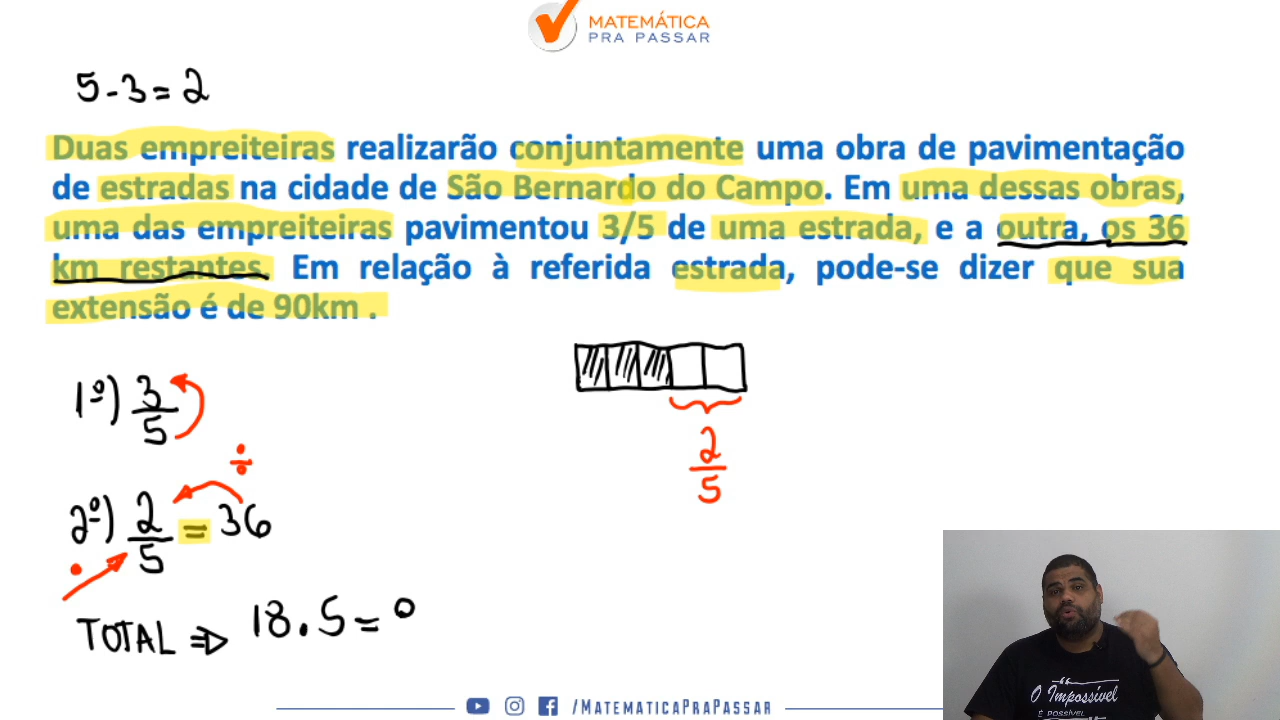 MATEMÁTICA
PRA PASSAR
5-3=2
Duas empreiteiras realizarão conjuntamente uma obra de pavimentação
de estradas na cidade de São Bernardo do Campo. Em uma dessas obras,
uma das empreiteiras pavimentou 3/5 de uma estrada, e a outra, os 36
km restantes. Em relação à referida estrada, pode-se dizer que sua
extensão é de 90km .
1º) 3/5
÷
2/5
2º) 2/5 = 36
TOTAL ⇒ 18.5=
O Impossível
É POSSÍVEL
/MATEMATICAPRAPASSAR